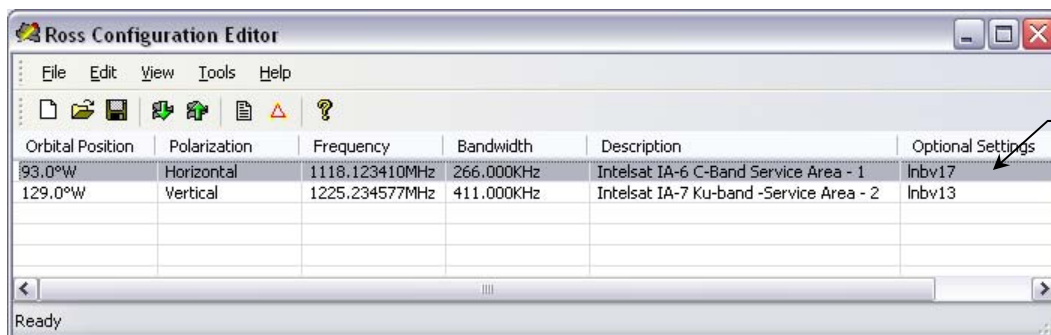 Ross Configuration Editor
File Edit View Tools Help
Orbital Position Polarization Frequency Bandwidth Description Optional Settings
93.0°W Horizontal 1118.123410MHz 266.000KHz Intelsat IA-6 C-Band Service Area - 1 lnbv17
129.0°W Vertical 1225.234577MHz 411.000KHz Intelsat IA-7 Ku-band -Service Area - 2 lnbv13
Ready